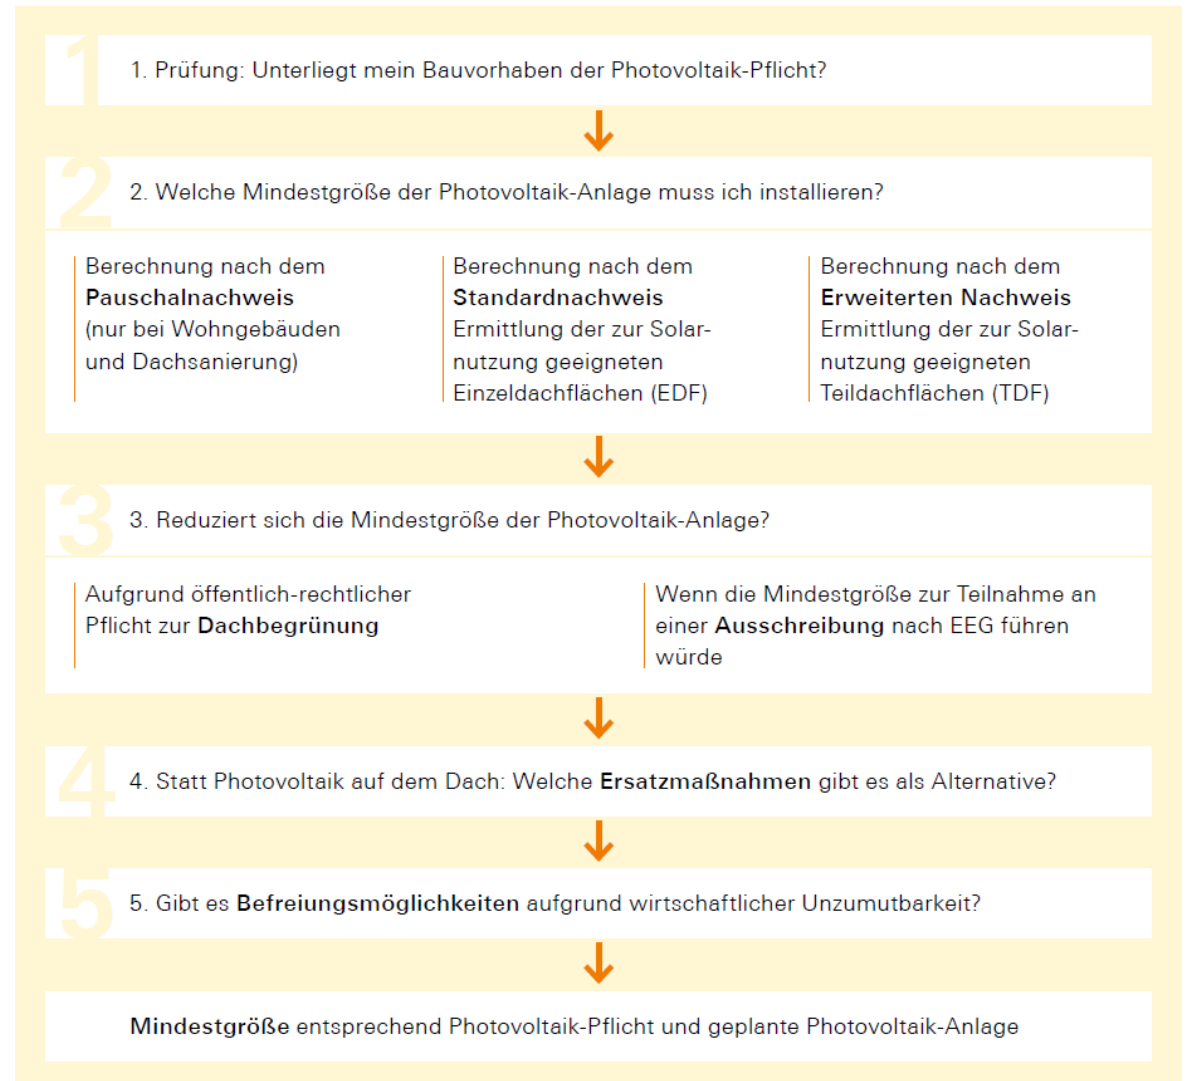 1
1. Prüfung: Unterliegt mein Bauvorhaben der Photovoltaik-Pflicht?
2
2. Welche Mindestgröße der Photovoltaik-Anlage muss ich installieren?
Berechnung nach dem
Pauschalnachweis
(nur bei Wohngebäuden
und Dachsanierung)
Berechnung nach dem
Standardnachweis
Ermittlung der zur Solar-
nutzung geeigneten
Einzeldachflächen (EDF)
Berechnung nach dem
Erweiterten Nachweis
Ermittlung der zur Solar-
nutzung geeigneten
Teildachflächen (TDF)
3
3. Reduziert sich die Mindestgröße der Photovoltaik-Anlage?
Aufgrund öffentlich-rechtlicher
Pflicht zur Dachbegrünung
Wenn die Mindestgröße zur Teilnahme an
einer Ausschreibung nach EEG führen
würde
4
4. Statt Photovoltaik auf dem Dach: Welche Ersatzmaßnahmen gibt es als Alternative?
5
5. Gibt es Befreiungsmöglichkeiten aufgrund wirtschaftlicher Unzumutbarkeit?
Mindestgröße entsprechend Photovoltaik-Pflicht und geplante Photovoltaik-Anlage